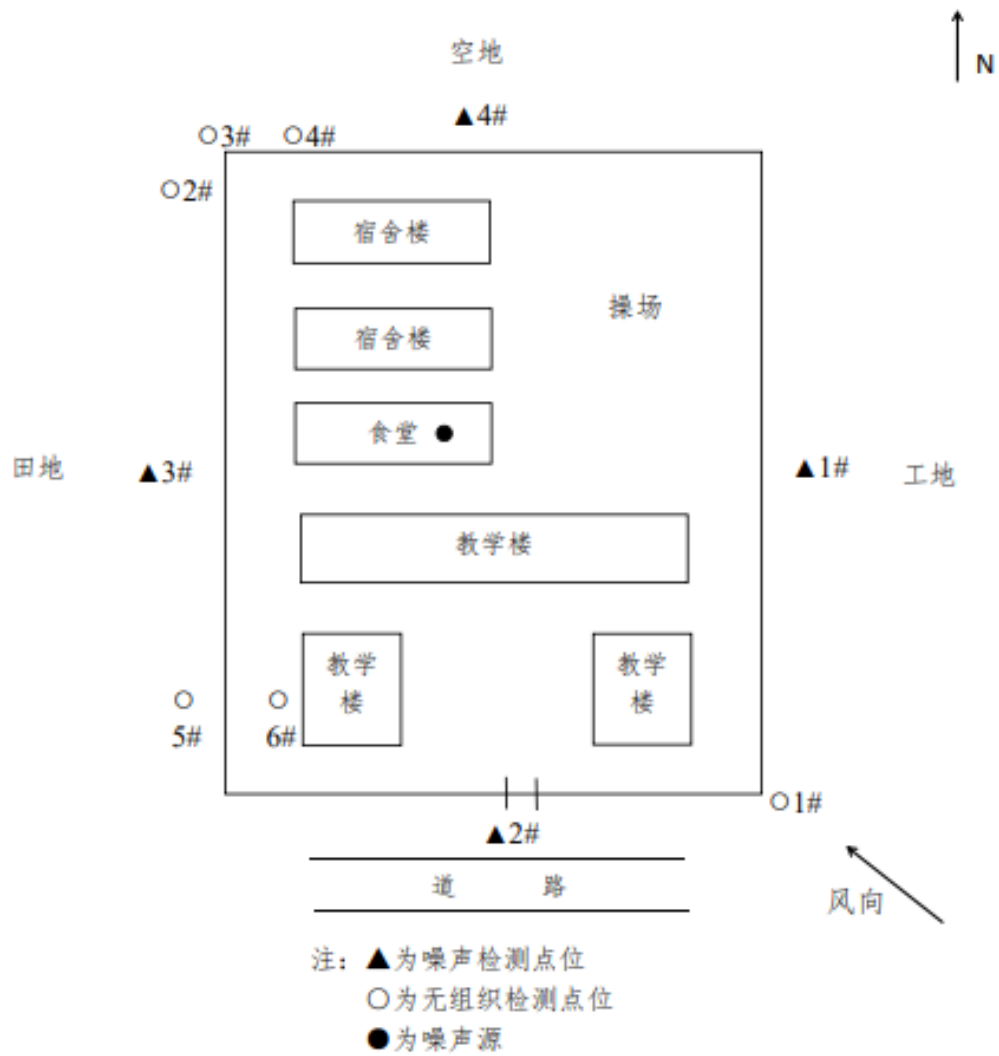 空地
N
▲4#
○3# ○4#
○2#
宿舍楼
操场
宿舍楼
食堂 ●
田地
▲3#
▲1#
工地
教学楼
教学
楼
教学
楼
○
5#
○
6#
○1#
▲2#
道 路
风向
注：▲为噪声检测点位
○为无组织检测点位
●为噪声源